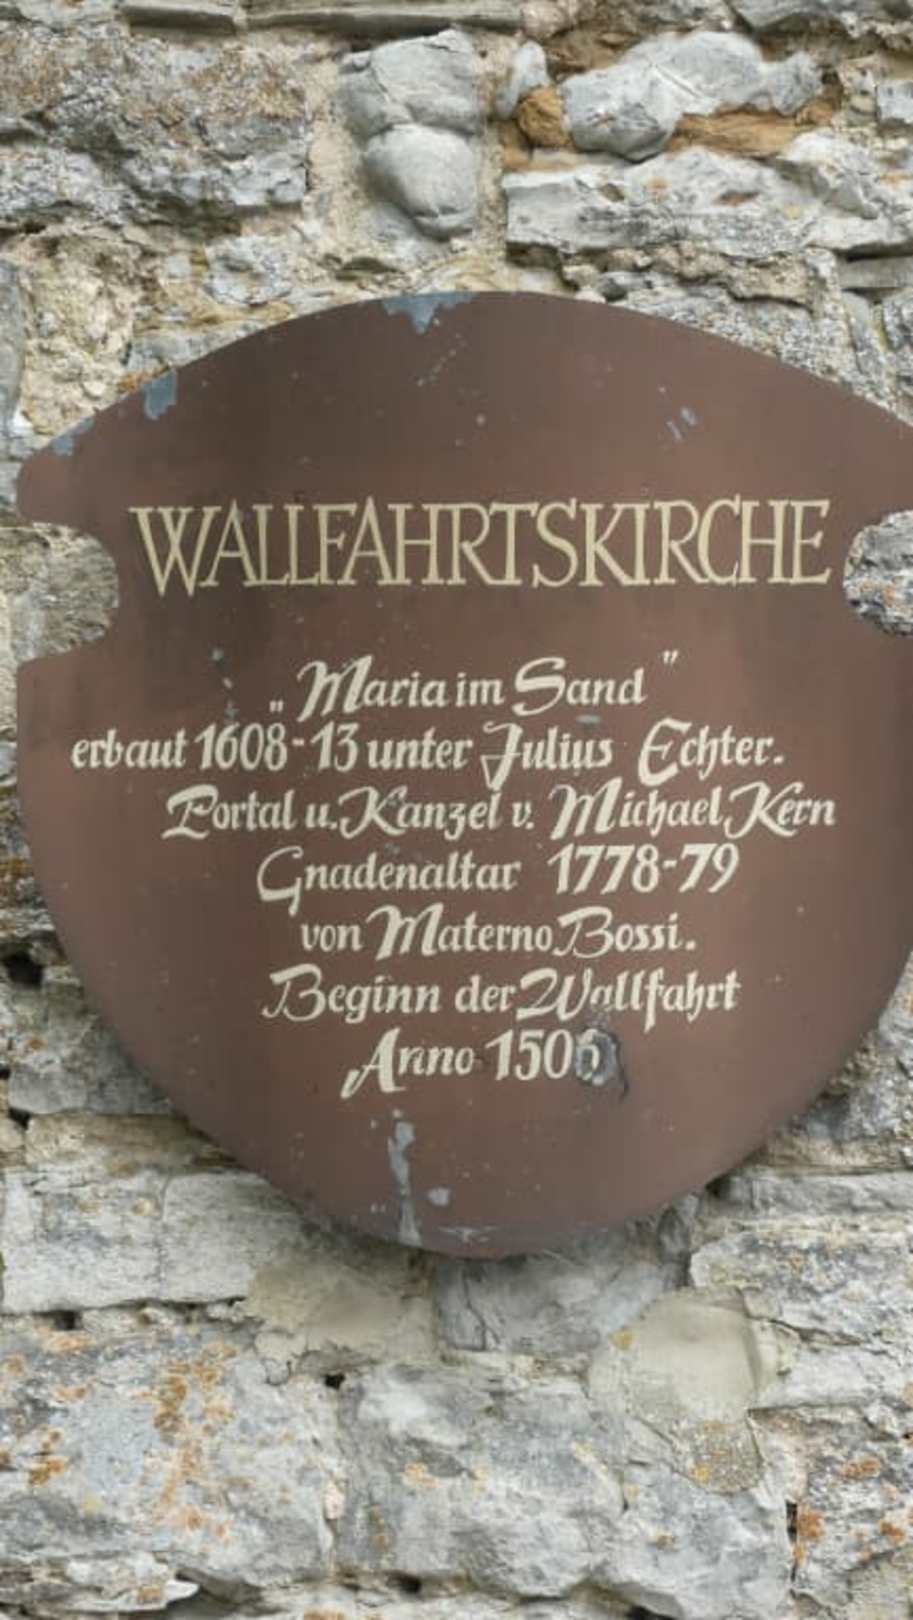 WALLFAHRTSKIRCHE
„Maria im Sand”
erbaut 1608-13 unter Julius Echter.
Portal u. Kanzel v. Michael Kern
Gnadenaltar 1778-79
von Materno Bossi.
Beginn der Wallfahrt
Anno 1506